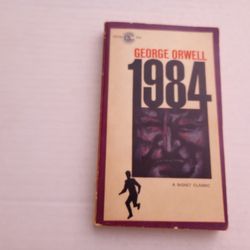 GEORGE ORWELL
1984
A SIGNET CLASSIC